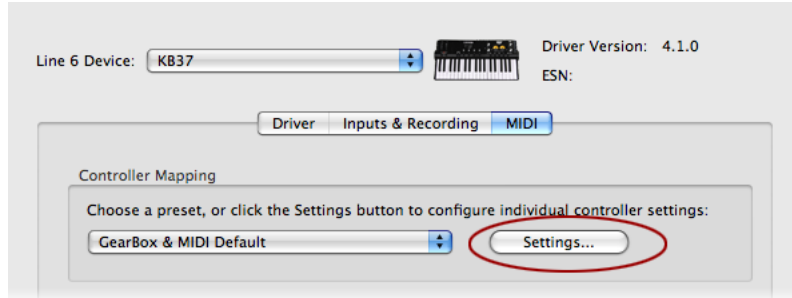 Line 6 Device: KB37
Driver Version: 4.1.0
ESN:
Driver Inputs & Recording MIDI
Controller Mapping
Choose a preset, or click the Settings button to configure individual controller settings:
GearBox & MIDI Default Settings...